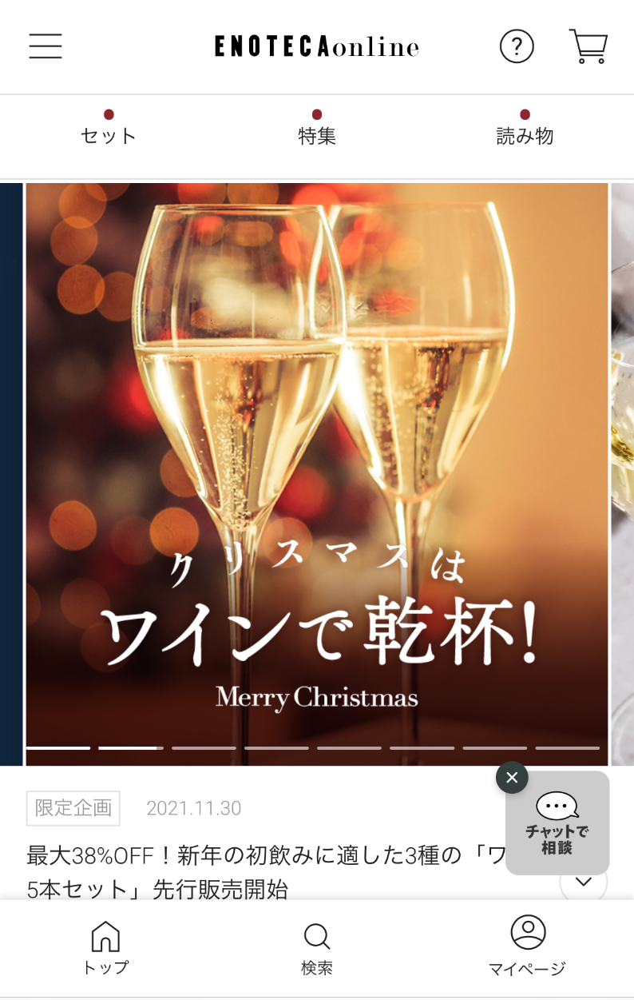 ENOTECA online
?
セット
特集
読み物
クリスマスは
ワインで乾杯!
Merry Christmas
限定企画 2021.11.30
最大38%OFF！新年の初飲みに適した3種の「ワ
5本セット」先行販売開始
チャットで
相談
トップ
検索
マイページ